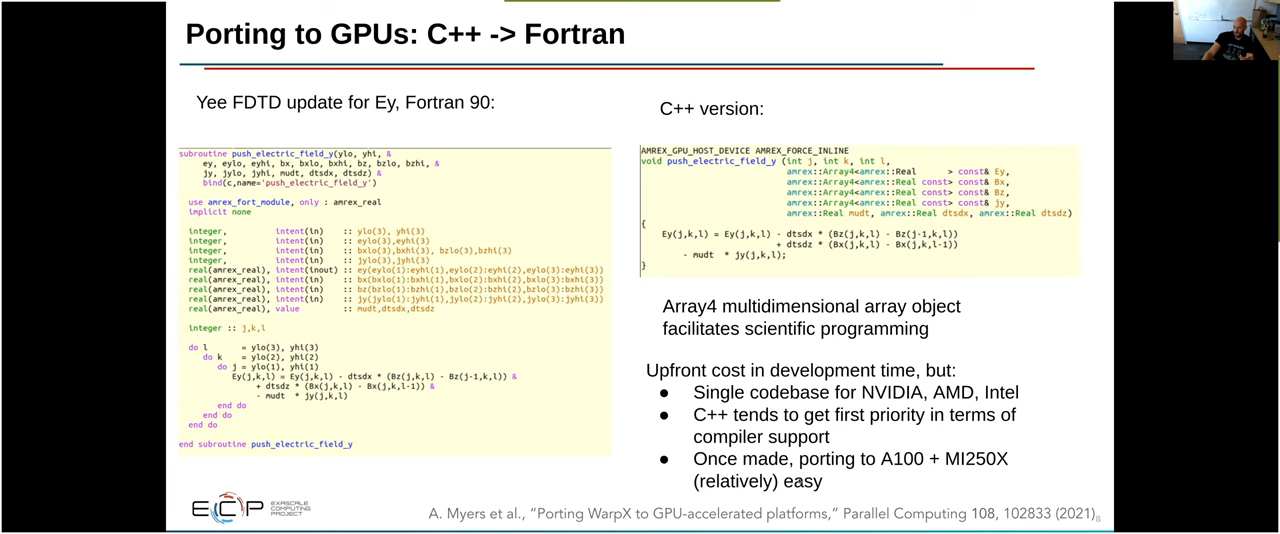 Porting to GPUs: C++ -> Fortran
Yee FDTD update for Ey, Fortran 90:
subroutine push_electric_field_y(ylo, yhi, &
ey, eylo, eyhi, bx, bxlo, bxhi, bz, bzlo, bzhi, &
jy, jylo, jyhi, mudt, dtsdx, dtsdz) &
bind(c,name='push_electric_field_y')
use amrex_fort_module, only : amrex_real
implicit none
integer, intent(in) :: ylo(3), yhi(3)
integer, intent(in) :: eylo(3),eyhi(3)
integer, intent(in) :: bxlo(3),bxhi(3), bzlo(3),bzhi(3)
integer, intent(in) :: jylo(3),jyhi(3)
real(amrex_real), intent(inout) :: ey(eylo(1):eyhi(1),eylo(2):eyhi(2),eylo(3):eyhi(3))
real(amrex_real), intent(in) :: bx(bxlo(1):bxhi(1),bxlo(2):bxhi(2),bxlo(3):bxhi(3))
real(amrex_real), intent(in) :: bz(bzlo(1):bzhi(1),bzlo(2):bzhi(2),bzlo(3):bzhi(3))
real(amrex_real), intent(in) :: jy(jylo(1):jyhi(1),jylo(2):jyhi(2),jylo(3):jyhi(3))
real(amrex_real), value :: mudt,dtsdx,dtsdz
integer :: j,k,l
do l = ylo(3), yhi(3)
do k = ylo(2), yhi(2)
do j = ylo(1), yhi(1)
Ey(j,k,l) = Ey(j,k,l) - dtsdx * (Bz(j,k,l) - Bz(j-1,k,l)) &
+ dtsdz * (Bx(j,k,l) - Bx(j,k,l-1)) &
- mudt * jy(j,k,l)
end do
end do
end do
end subroutine push_electric_field_y
C++ version:
AMREX_GPU_HOST_DEVICE AMREX_FORCE_INLINE
void push_electric_field_y (int j, int k, int l,
amrex::Array4<amrex::Real > const& Ey,
amrex::Array4<amrex::Real const> const& Bx,
amrex::Array4<amrex::Real const> const& Bz,
amrex::Array4<amrex::Real const> const& jy,
amrex::Real mudt, amrex::Real dtsdx, amrex::Real dtsdz)
{
Ey(j,k,l) = Ey(j,k,l) - dtsdx * (Bz(j,k,l) - Bz(j-1,k,l))
+ dtsdz * (Bx(j,k,l) - Bx(j,k,l-1))
- mudt * jy(j,k,l);
}
Array4 multidimensional array object
facilitates scientific programming
Upfront cost in development time, but:
● Single codebase for NVIDIA, AMD, Intel
● C++ tends to get first priority in terms of
compiler support
● Once made, porting to A100 + MI250X
(relatively) easy
ECP
EXASCALE
COMPUTING
PROJECT
A. Myers et al., “Porting WarpX to GPU-accelerated platforms,” Parallel Computing 108, 102833 (2021)
8